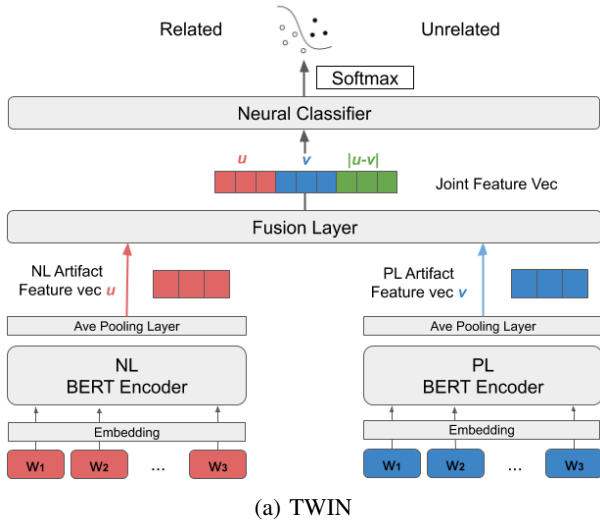 Related
Unrelated
Softmax
Neural Classifier
u v |u-v|
Joint Feature Vec
Fusion Layer
NL Artifact
Feature vec u
PL Artifact
Feature vec v
Ave Pooling Layer
Ave Pooling Layer
NL
BERT Encoder
PL
BERT Encoder
Embedding
Embedding
W1 W2 ... W3
W1 W2 ... W3
(a) TWIN